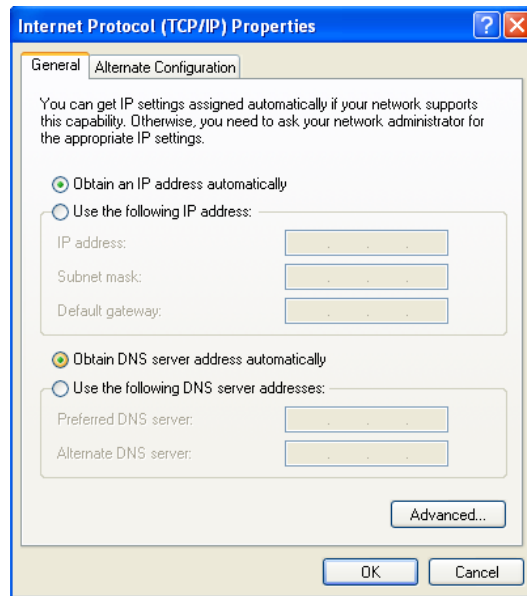 Internet Protocol (TCP/IP) Properties
General
Alternate Configuration
You can get IP settings assigned automatically if your network supports
this capability. Otherwise, you need to ask your network administrator for
the appropriate IP settings.
Obtain an IP address automatically
Use the following IP address:
IP address:
Subnet mask:
Default gateway:
Obtain DNS server address automatically
Use the following DNS server addresses:
Preferred DNS server:
Alternate DNS server:
Advanced...
OK
Cancel